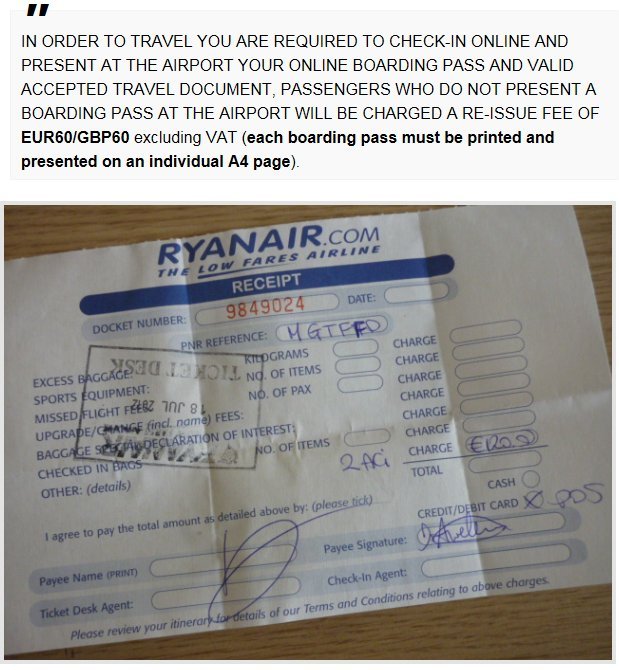 "
IN ORDER TO TRAVEL YOU ARE REQUIRED TO CHECK-IN ONLINE AND
PRESENT AT THE AIRPORT YOUR ONLINE BOARDING PASS AND VALID
ACCEPTED TRAVEL DOCUMENT, PASSENGERS WHO DO NOT PRESENT A
BOARDING PASS AT THE AIRPORT WILL BE CHARGED A RE-ISSUE FEE OF
EUR60/GBP60 excluding VAT (each boarding pass must be printed and
presented on an individual A4 page).
RYANAIR.COM
THE LOW FARES AIRLINE
RECEIPT
DOCKET NUMBER: 9849024 DATE:
PNR REFERENCE:
EXCESS BAGGAGE: KILOGRAMS CHARGE
SPORTS EQUIPMENT: NO. OF ITEMS CHARGE
MISSED FLIGHT FEES: NO. OF PAX CHARGE
UPGRADE/CHANGE (incl. name) FEES: CHARGE
BAGGAGE SPECIAL DECLARATION OF INTEREST: CHARGE
CHECKED IN BAGS NO. OF ITEMS CHARGE
OTHER: (details) TOTAL
TICKET DESK
18 JUL
CASH
I agree to pay the total amount as detailed above by: (please tick) CREDIT/DEBIT CARD X POS
Payee Name (PRINT) Payee Signature:
Ticket Desk Agent: Check-In Agent:
Please review your itinerary for details of our Terms and Conditions relating to above charges.